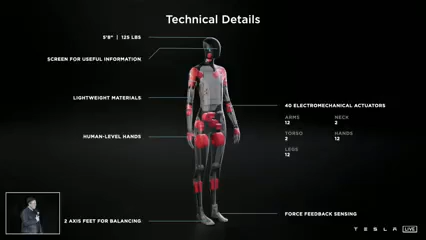 Technical Details
5'8" | 125 LBS
SCREEN FOR USEFUL INFORMATION
LIGHTWEIGHT MATERIALS
HUMAN-LEVEL HANDS
2 AXIS FEET FOR BALANCING
40 ELECTROMECHANICAL ACTUATORS
ARMS NECK
12 2
TORSO HANDS
2 12
LEGS
12
FORCE FEEDBACK SENSING
TESLA LIVE